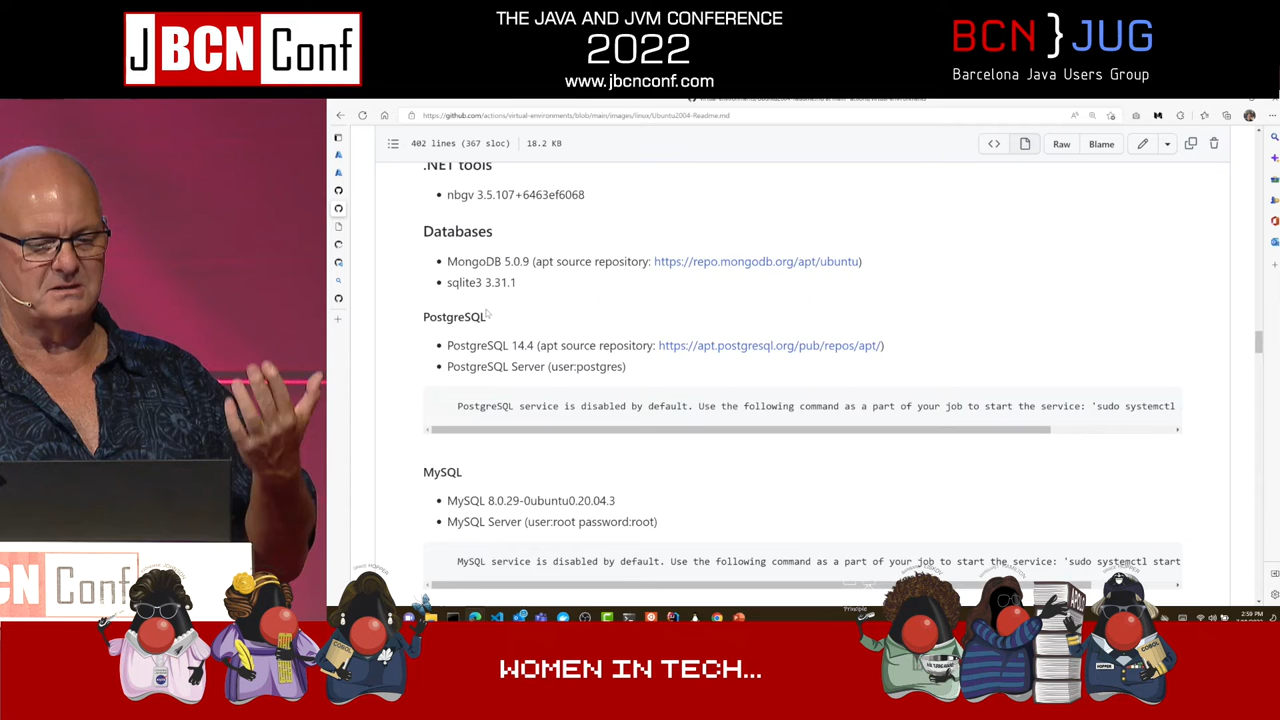 JBCNConf
THE JAVA AND JVM CONFERENCE
2022
www.jbcnconf.com
BCN}JUG
Barcelona Java Users Group
https://github.com/actions/virtual-environments/blob/main/images/linux/Ubuntu2004-Readme.md
402 lines (367 sloc) 18.2 KB
Raw
Blame
.NET tools
nbgv 3.5.107+6463ef6068
Databases
MongoDB 5.0.9 (apt source repository: https://repo.mongodb.org/apt/ubuntu)
sqlite3 3.31.1
PostgreSQL
PostgreSQL 14.4 (apt source repository: https://apt.postgresql.org/pub/repos/apt/)
PostgreSQL Server (user:postgres)
PostgreSQL service is disabled by default. Use the following command as a part of your job to start the service: 'sudo systemctl
MySQL
MySQL 8.0.29-0ubuntu0.20.04.3
MySQL Server (user:root password:root)
MySQL service is disabled by default. Use the following command as a part of your job to start the service: 'sudo systemctl start
2:59 PM
CN Conf
COBOL
HOPPER
COBOL
WOMEN IN TECH...